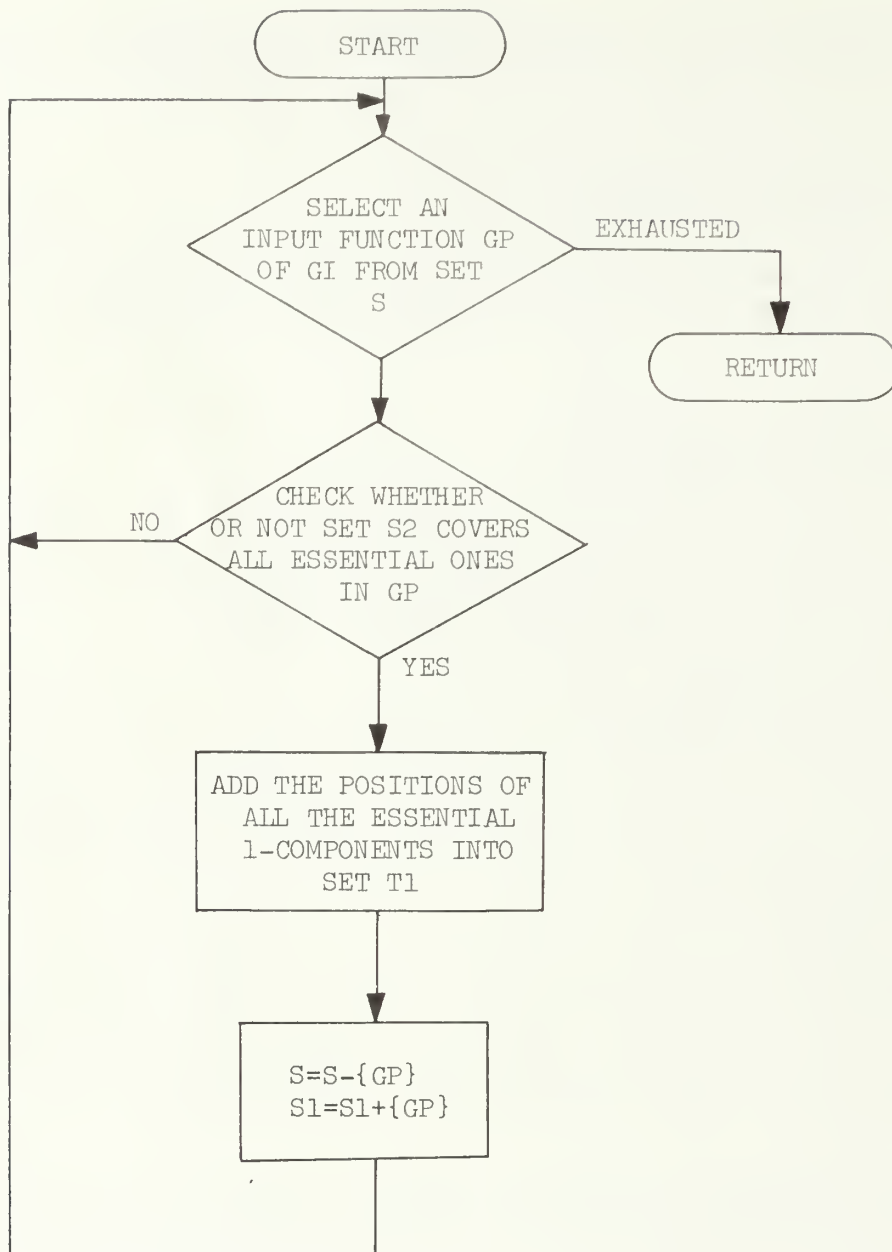 START
SELECT AN
INPUT FUNCTION GP
OF GI FROM SET
S
EXHAUSTED
RETURN
CHECK WHETHER
OR NOT SET S2 COVERS
ALL ESSENTIAL ONES
IN GP
NO
YES
ADD THE POSITIONS OF
ALL THE ESSENTIAL
1-COMPONENTS INTO
SET T1
S=S-{GP}
S1=S1+{GP}